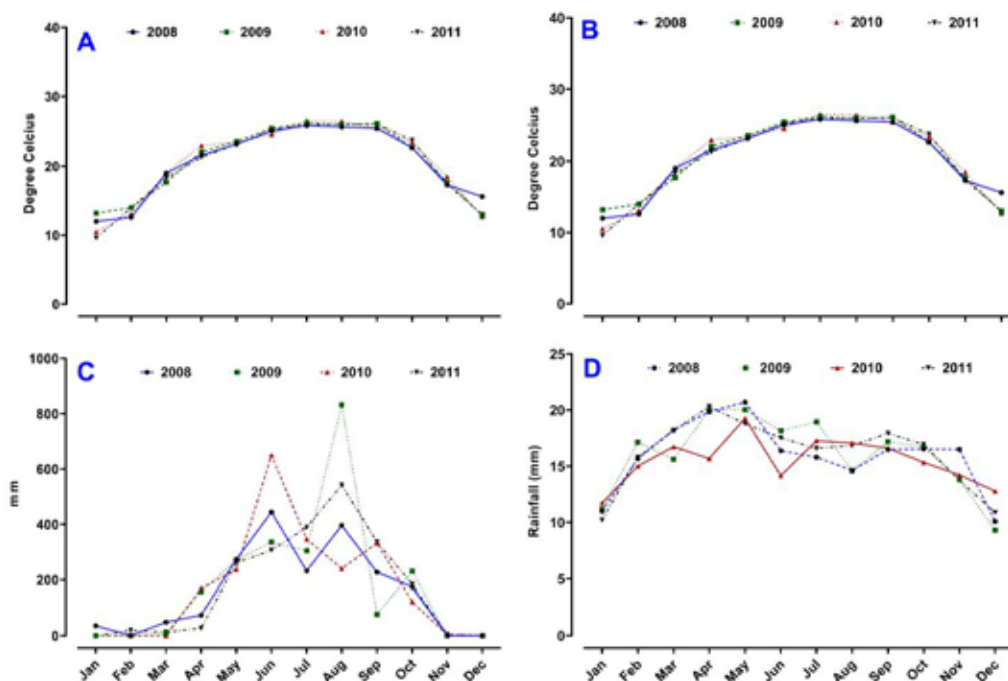 A
2008 2009 2010 2011
Degree Celcius
40
30
20
10
0
B
2008 2009 2010 2011
Degree Celcius
40
30
20
10
0
C
2008 2009 2010 2011
mm
1000
800
600
400
200
0
Jan Feb Mar Apr May Jun Jul Aug Sep Oct Nov Dec
D
2008 2009 2010 2011
Rainfall (mm)
25
20
15
10
5
0
Jan Feb Mar Apr May Jun Jul Aug Sep Oct Nov Dec